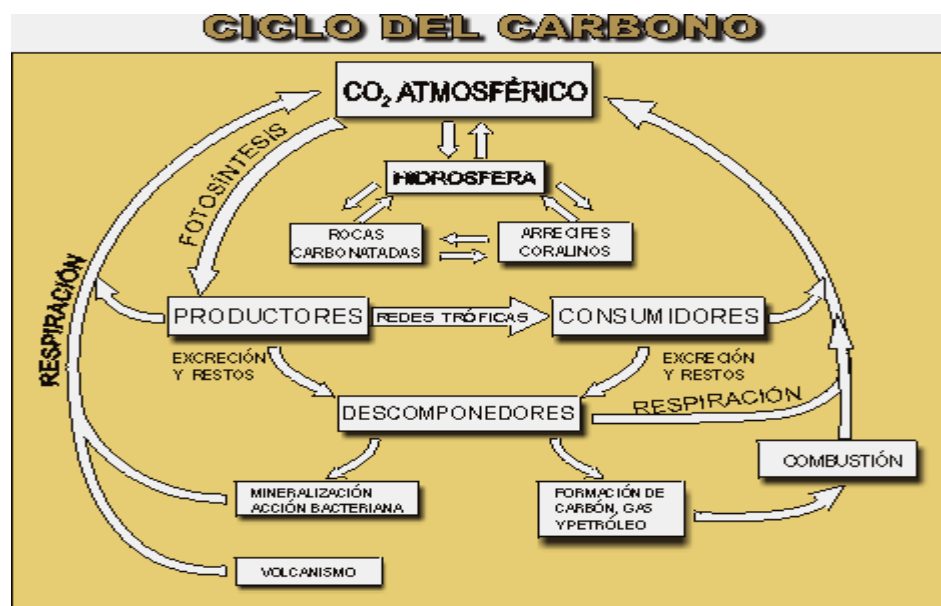 CICLO DEL CARBONO
CO₂ ATMOSFÉRICO
FOTOSÍNTESIS
HIDROSFERA
ROCAS
CARBONATADAS
ARRECIFES
CORALINOS
RESPIRACIÓN
PRODUCTORES
REDES TRÓFICAS
CONSUMIDORES
EXCRECIÓN
Y RESTOS
EXCRECIÓN
Y RESTOS
RESPIRACIÓN
DESCOMPONEDORES
COMBUSTIÓN
MINERALIZACIÓN
ACCIÓN BACTERIANA
FORMACIÓN DE
CARBÓN, GAS
YPETRÓLEO
VOLCANISMO